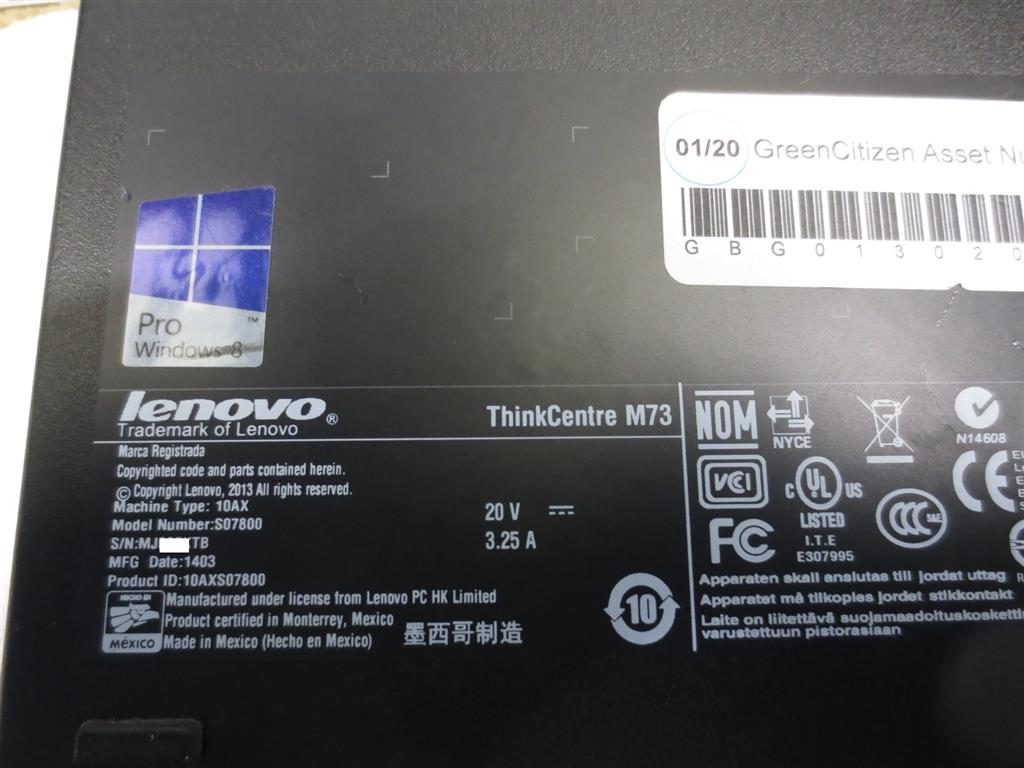 01/20 GreenCitizen Asset
G B G 0 1 3 0 2 0
Pro
Windows 8
™
lenovo®
Trademark of Lenovo
ThinkCentre M73
Marca Registrada
Copyrighted code and parts contained herein.
© Copyright Lenovo, 2013 All rights reserved.
Machine Type: 10AX
Model Number:S07800
S/N:MJ TB
MFG Date:1403
Product ID:10AXS07800
20 V
3.25 A
HECHO EN
MÉXICO
Manufactured under license from Lenovo PC HK Limited
Product certified in Monterrey, Mexico
Made in Mexico (Hecho en Mexico) 墨西哥制造
10
NOM
NYCE
N14608
VCI
C UL US
LISTED
I.T.E
E307995
CCC S&E
CE
FC
Apparaten skall anslutas till jordat uttag
Apparatet må tilkoples jordet stikkontakt
Laite on liitettävä
varustettuun pistorasiaan